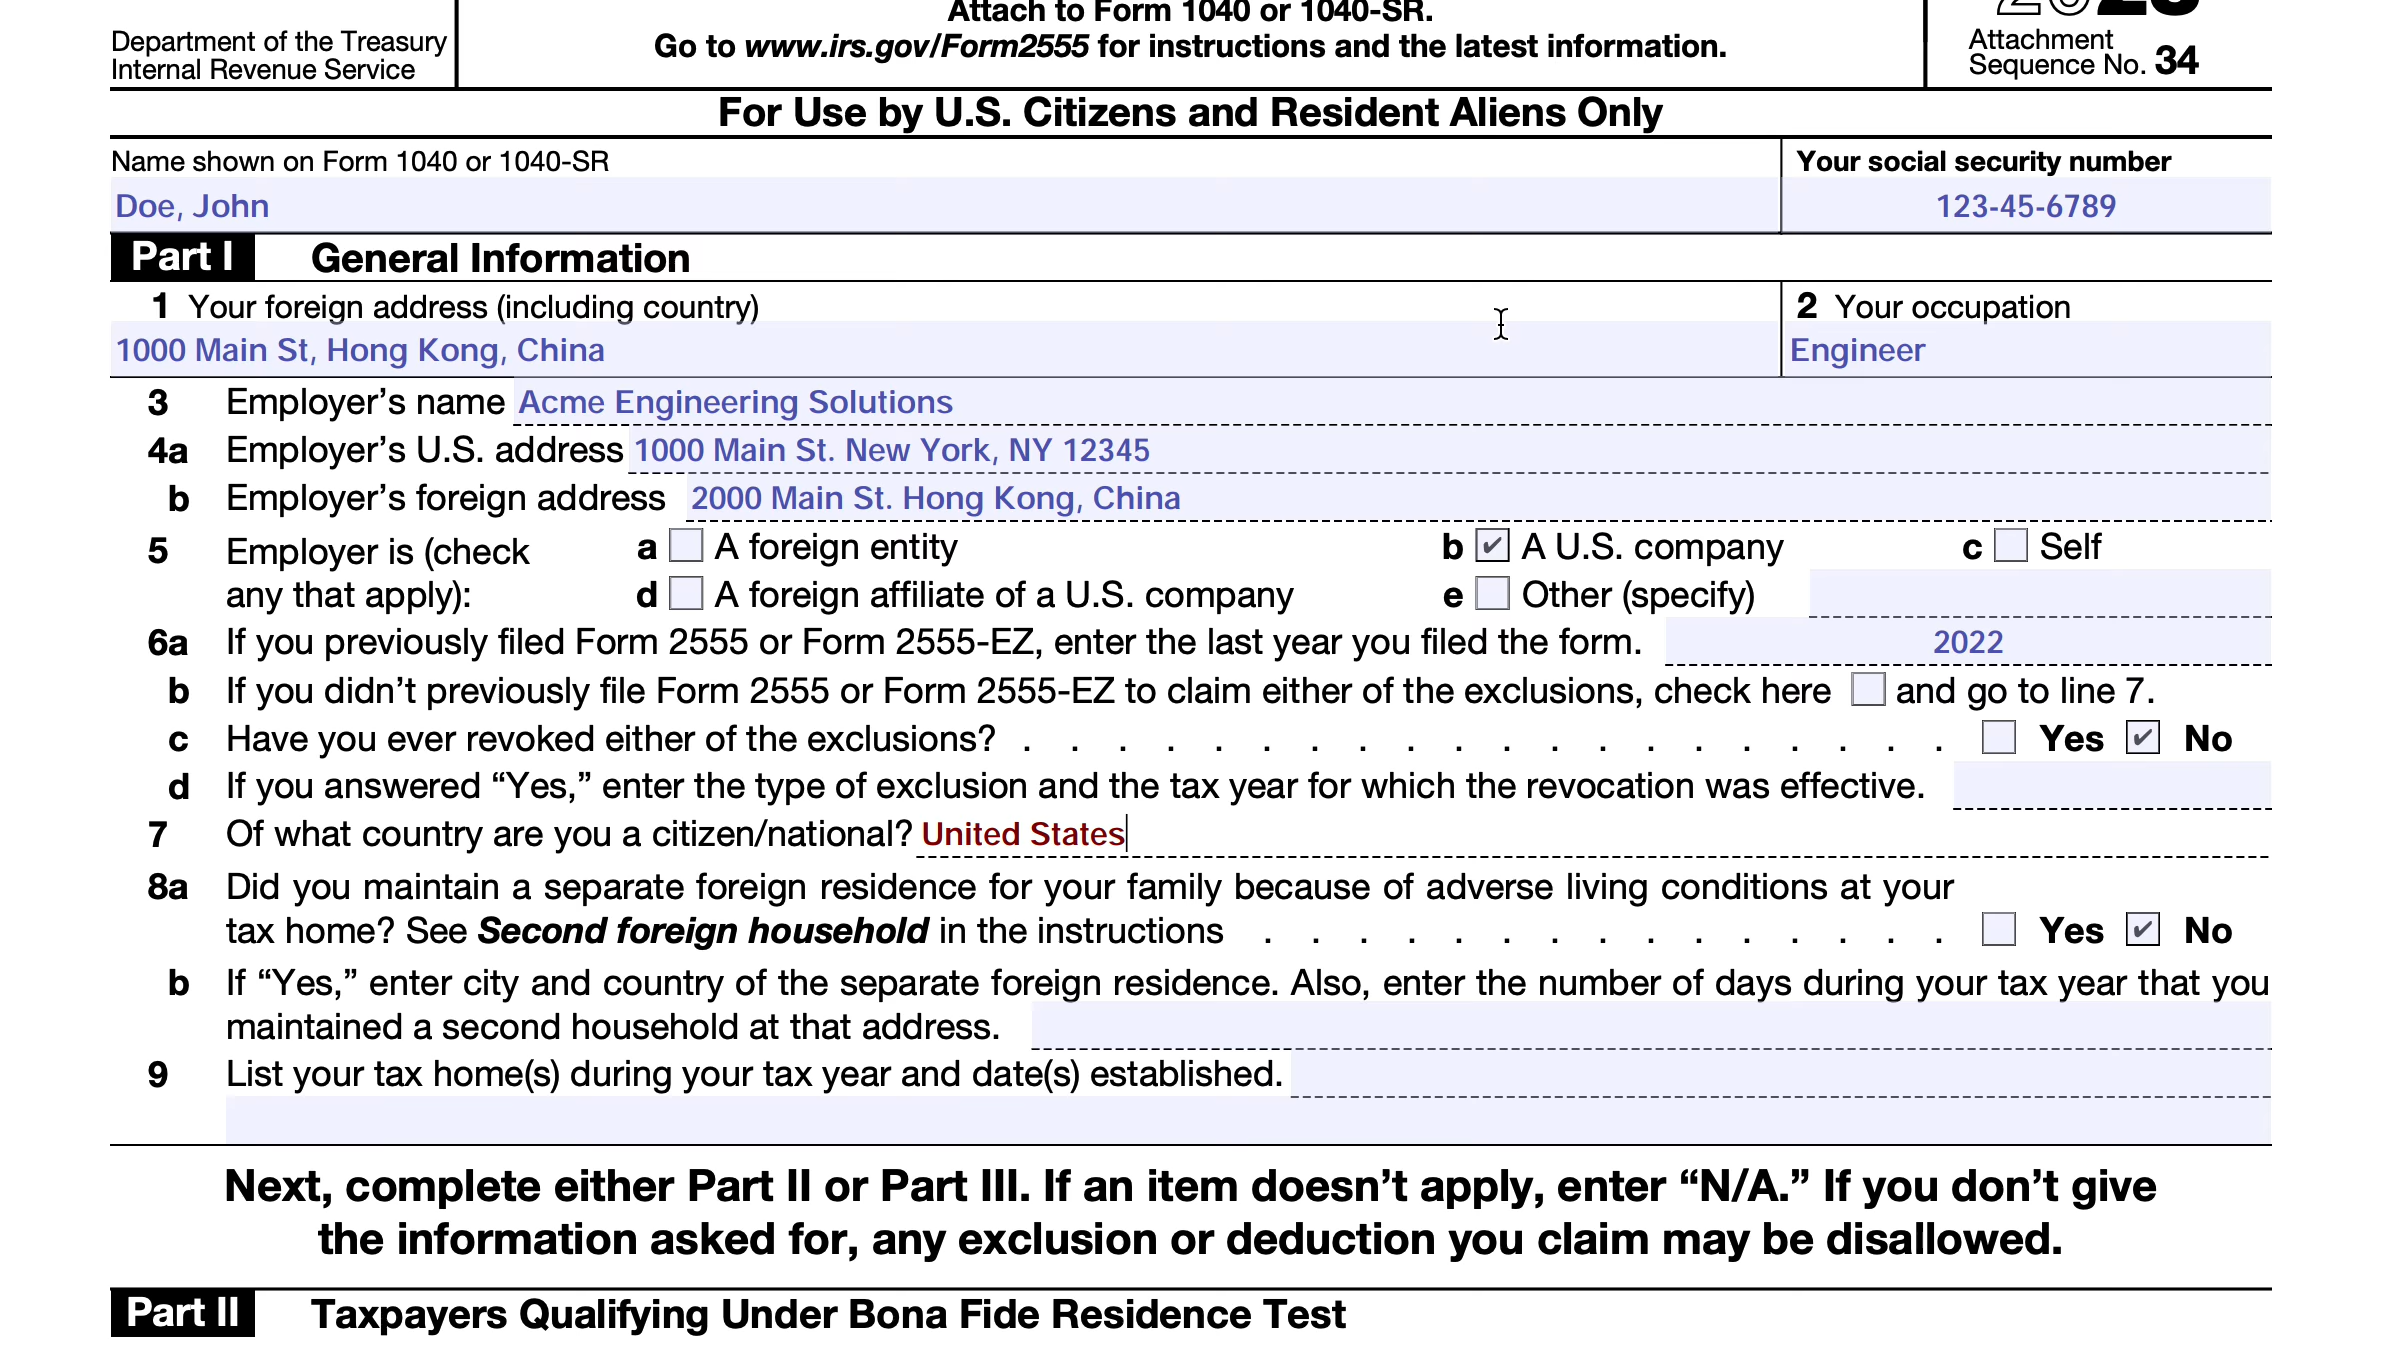 Attach to Form 1040 or 1040-SR.
Department of the Treasury
Internal Revenue Service
Go to www.irs.gov/Form2555 for instructions and the latest information.
Attachment
Sequence No. 34
For Use by U.S. Citizens and Resident Aliens Only
Name shown on Form 1040 or 1040-SR
Your social security number
Doe, John
123-45-6789
Part I General Information
1 Your foreign address (including country)
2 Your occupation
1000 Main St, Hong Kong, China
Engineer
3 Employer’s name Acme Engineering Solutions
4a Employer’s U.S. address 1000 Main St. New York, NY 12345
b Employer’s foreign address 2000 Main St. Hong Kong, China
5 Employer is (check a A foreign entity b ✔ A U.S. company c Self
any that apply): d A foreign affiliate of a U.S. company e Other (specify)
6a If you previously filed Form 2555 or Form 2555-EZ, enter the last year you filed the form. 2022
b If you didn’t previously file Form 2555 or Form 2555-EZ to claim either of the exclusions, check here and go to line 7.
c Have you ever revoked either of the exclusions? . . . . . . . . . . . . . . . . . . . . Yes ✔ No
d If you answered “Yes,” enter the type of exclusion and the tax year for which the revocation was effective.
7 Of what country are you a citizen/national? United States
8a Did you maintain a separate foreign residence for your family because of adverse living conditions at your
tax home? See Second foreign household in the instructions . . . . . . . . . . . . . . . Yes ✔ No
b If “Yes,” enter city and country of the separate foreign residence. Also, enter the number of days during your tax year that you
maintained a second household at that address.
9 List your tax home(s) during your tax year and date(s) established.
Next, complete either Part II or Part III. If an item doesn’t apply, enter “N/A.” If you don’t give
the information asked for, any exclusion or deduction you claim may be disallowed.
Part II Taxpayers Qualifying Under Bona Fide Residence Test